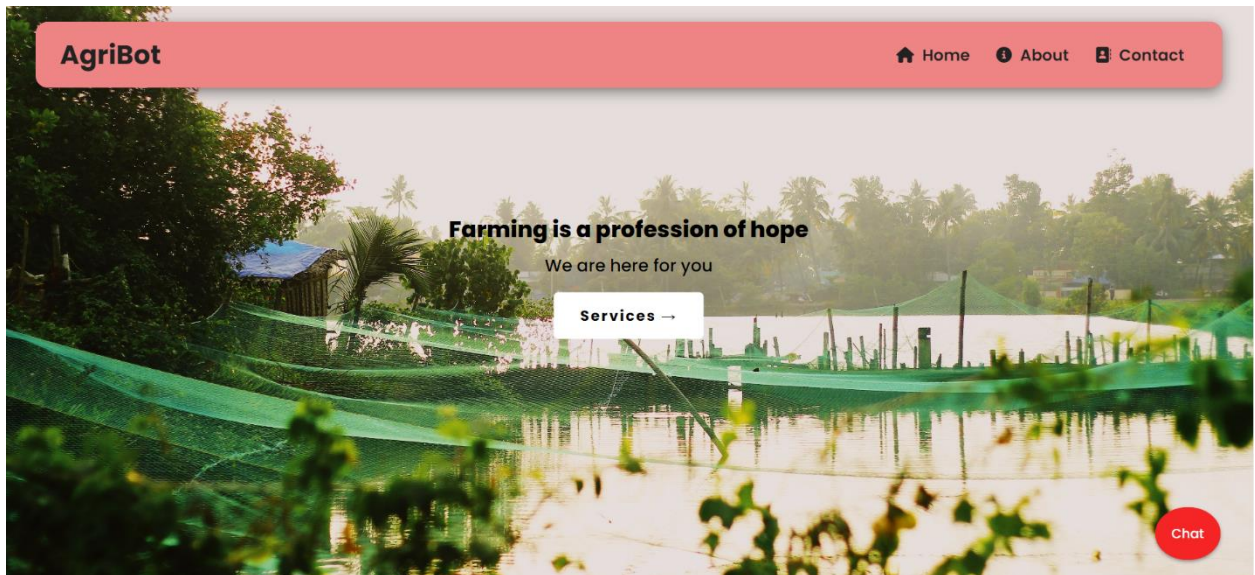 AgriBot
Home About Contact
Farming is a profession of hope
We are here for you
Services →
Chat